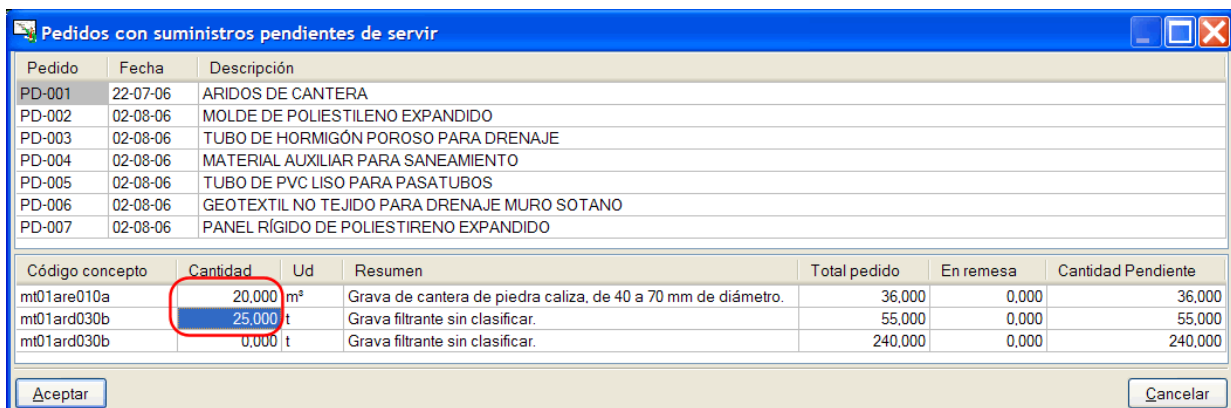 Pedidos con suministros pendientes de servir
Pedido Fecha Descripción
PD-001 22-07-06 ARIDOS DE CANTERA
PD-002 02-08-06 MOLDE DE POLIESTILENO EXPANDIDO
PD-003 02-08-06 TUBO DE HORMIGÓN POROSO PARA DRENAJE
PD-004 02-08-06 MATERIAL AUXILIAR PARA SANEAMIENTO
PD-005 02-08-06 TUBO DE PVC LISO PARA PASATUBOS
PD-006 02-08-06 GEOTEXTIL NO TEJIDO PARA DRENAJE MURO SOTANO
PD-007 02-08-06 PANEL RÍGIDO DE POLIESTIRENO EXPANDIDO
Código concepto Cantidad Ud Resumen Total pedido En remesa Cantidad Pendiente
mt01are010a 20,000 m³ Grava de cantera de piedra caliza, de 40 a 70 mm de diámetro. 36,000 0,000 36,000
mt01ard030b 25,000 t Grava filtrante sin clasificar. 55,000 0,000 55,000
mt01ard030b 0,000 t Grava filtrante sin clasificar. 240,000 0,000 240,000
Aceptar Cancelar